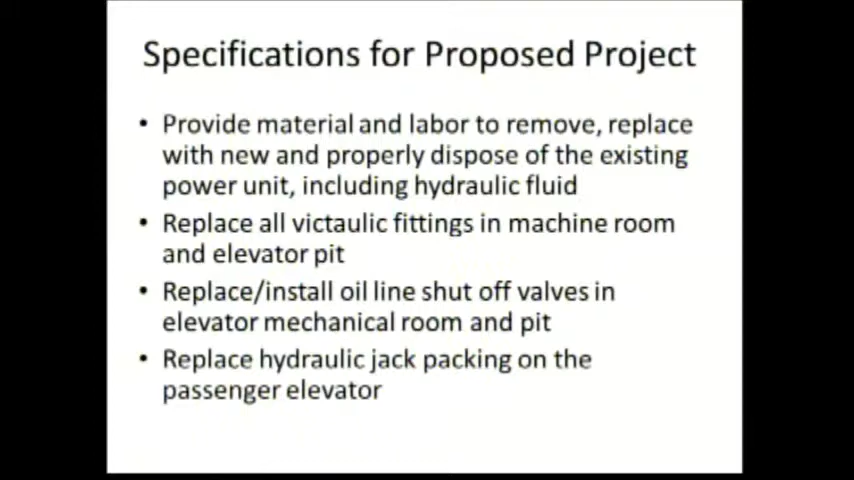 Specifications for Proposed Project
• Provide material and labor to remove, replace
with new and properly dispose of the existing
power unit, including hydraulic fluid
• Replace all victaulic fittings in machine room
and elevator pit
• Replace/install oil line shut off valves in
elevator mechanical room and pit
• Replace hydraulic jack packing on the
passenger elevator